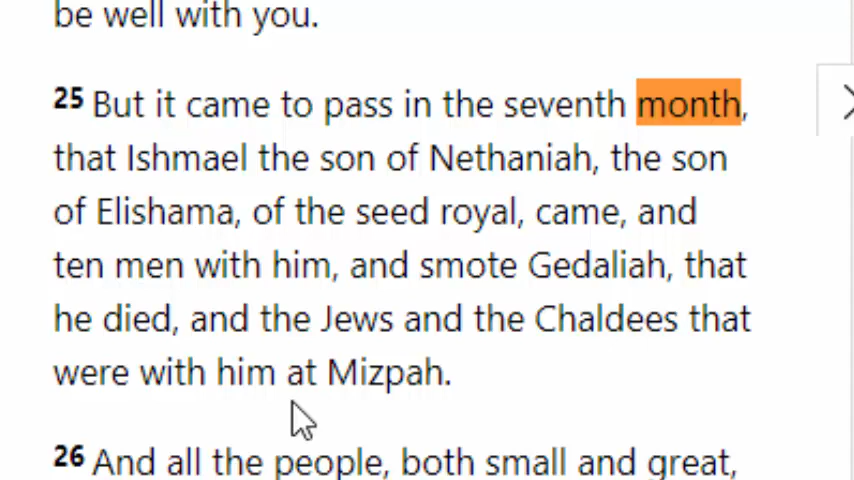 be well with you.
25 But it came to pass in the seventh month,
that Ishmael the son of Nethaniah, the son
of Elishama, of the seed royal, came, and
ten men with him, and smote Gedaliah, that
he died, and the Jews and the Chaldees that
were with him at Mizpah.
26 And all the people, both small and great,